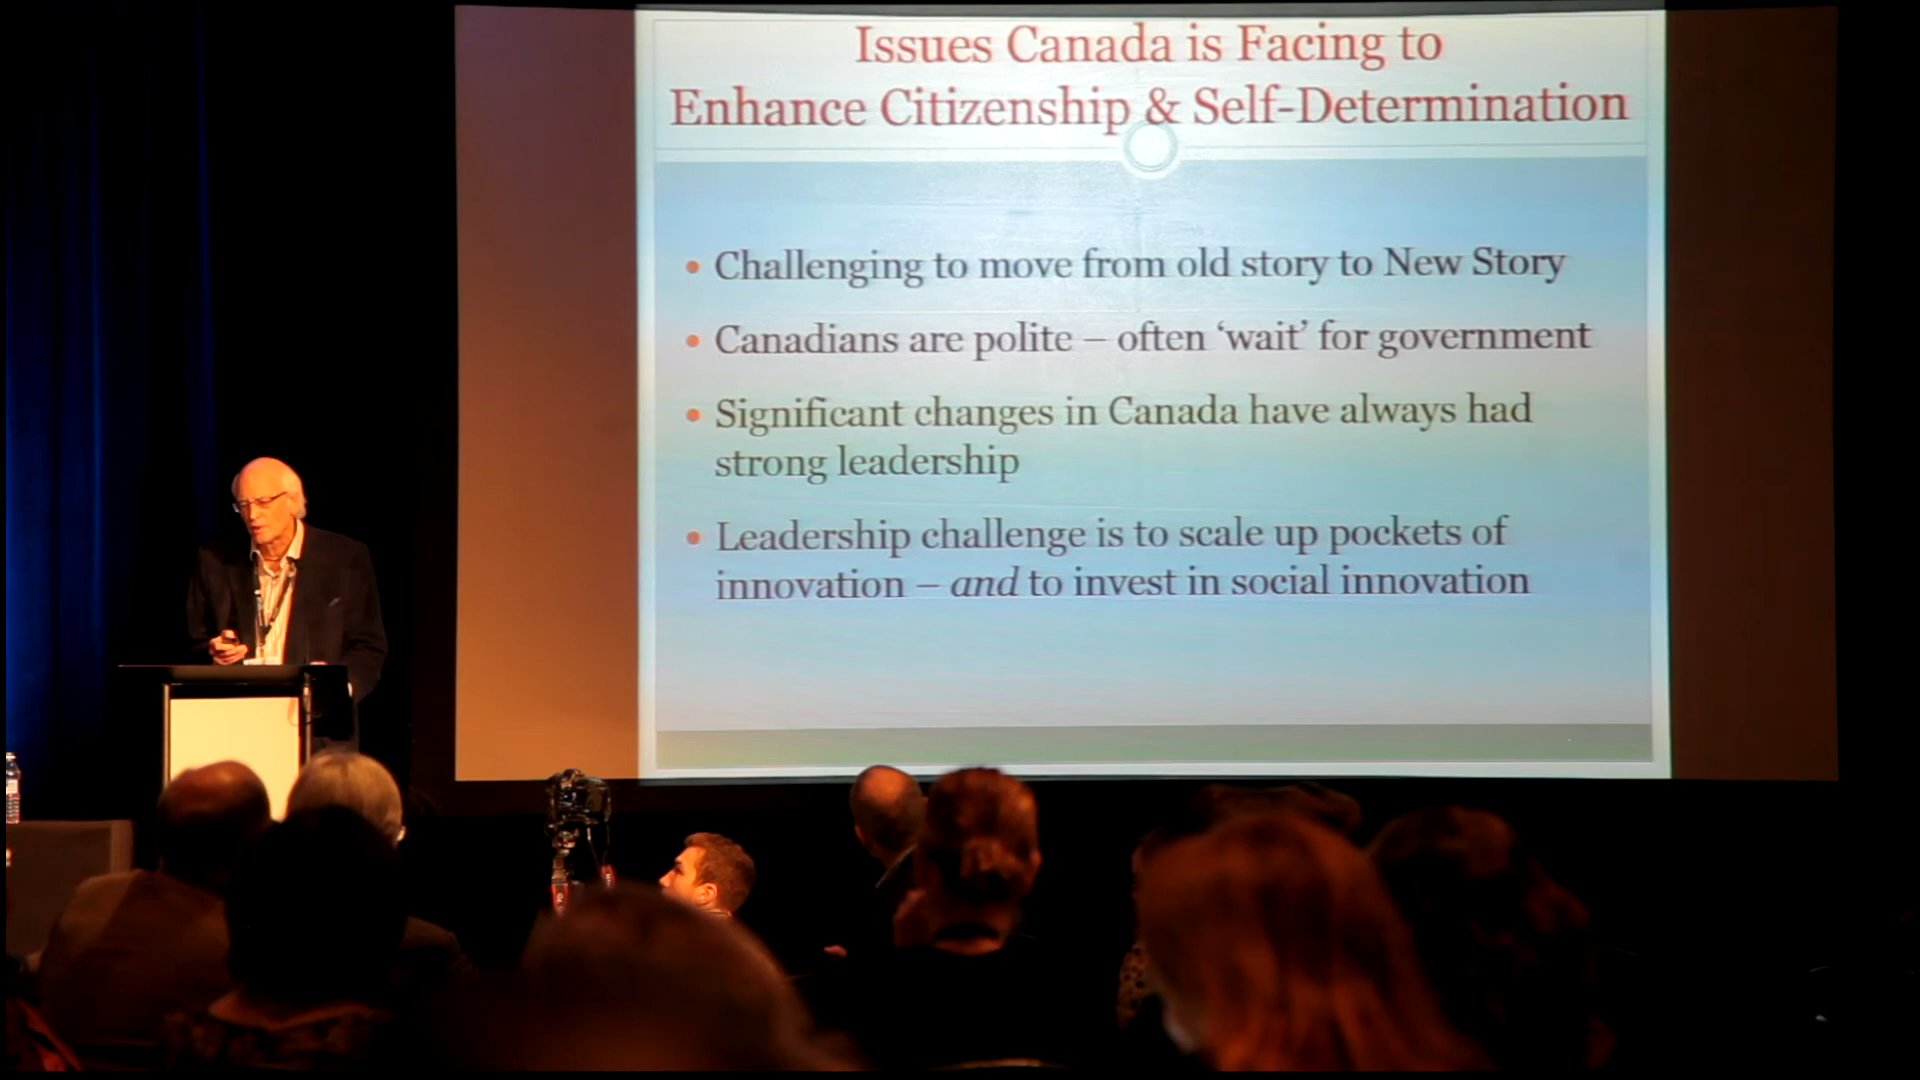 Issues Canada is Facing to
Enhance Citizenship & Self-Determination
• Challenging to move from old story to New Story
• Canadians are polite – often ‘wait’ for government
• Significant changes in Canada have always had
strong leadership
• Leadership challenge is to scale up pockets of
innovation – and to invest in social innovation